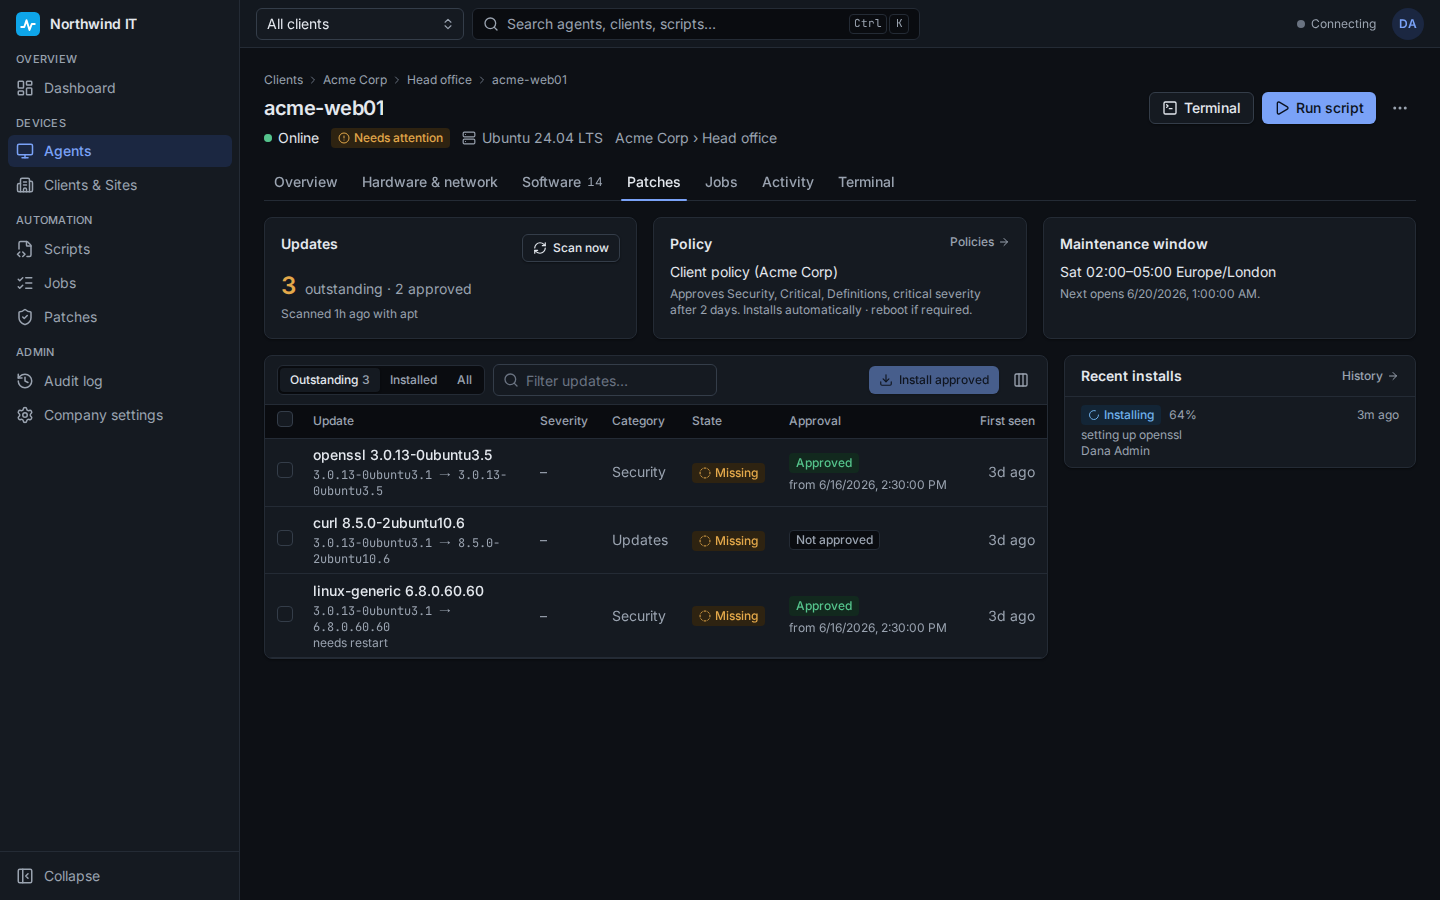 Northwind IT
All clients
Search agents, clients, scripts...
Ctrl K
Connecting
DA
OVERVIEW
Dashboard
DEVICES
Agents
Clients & Sites
AUTOMATION
Scripts
Jobs
Patches
ADMIN
Audit log
Company settings
Collapse
Clients > Acme Corp > Head office > acme-web01
acme-web01
Terminal
Run script
Online
Needs attention
Ubuntu 24.04 LTS
Acme Corp › Head office
Overview
Hardware & network
Software 14
Patches
Jobs
Activity
Terminal
Updates
Scan now
3 outstanding · 2 approved
Scanned 1h ago with apt
Policy
Policies →
Client policy (Acme Corp)
Approves Security, Critical, Definitions, critical severity
after 2 days. Installs automatically · reboot if required.
Maintenance window
Sat 02:00–05:00 Europe/London
Next opens 6/20/2026, 1:00:00 AM.
Outstanding 3
Installed
All
Filter updates...
Install approved
Update Severity Category State Approval First seen
openssl 3.0.13-0ubuntu3.5
3.0.13-0ubuntu3.1 → 3.0.13-
0ubuntu3.5
–
Security
Missing
Approved
from 6/16/2026, 2:30:00 PM
3d ago
curl 8.5.0-2ubuntu10.6
3.0.13-0ubuntu3.1 → 8.5.0-
2ubuntu10.6
–
Updates
Missing
Not approved
3d ago
linux-generic 6.8.0.60.60
3.0.13-0ubuntu3.1 →
6.8.0.60.60
needs restart
–
Security
Missing
Approved
from 6/16/2026, 2:30:00 PM
3d ago
Recent installs
History →
Installing 64%
3m ago
setting up openssl
Dana Admin